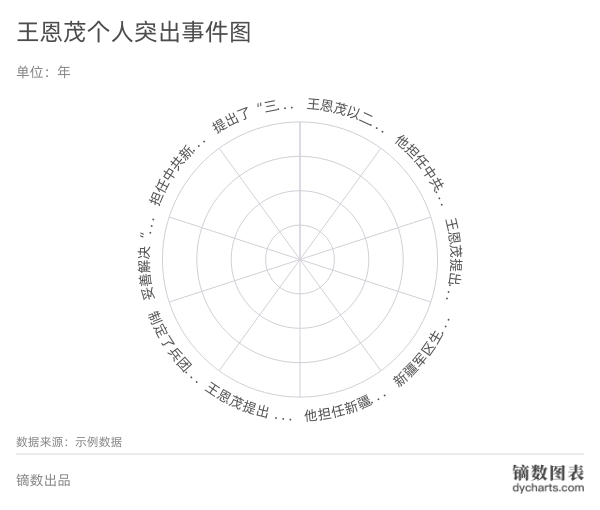 王恩茂个人突出事件图
单位：年
王恩茂以二...
他担任中共...
王恩茂提出...
新疆军区生...
他担任新疆...
王恩茂提出 ...
制定了兵团...
妥善解决“...
担任中共新...
提出了“三...
数据来源：示例数据
镝数出品
镝数图表
dycharts.com